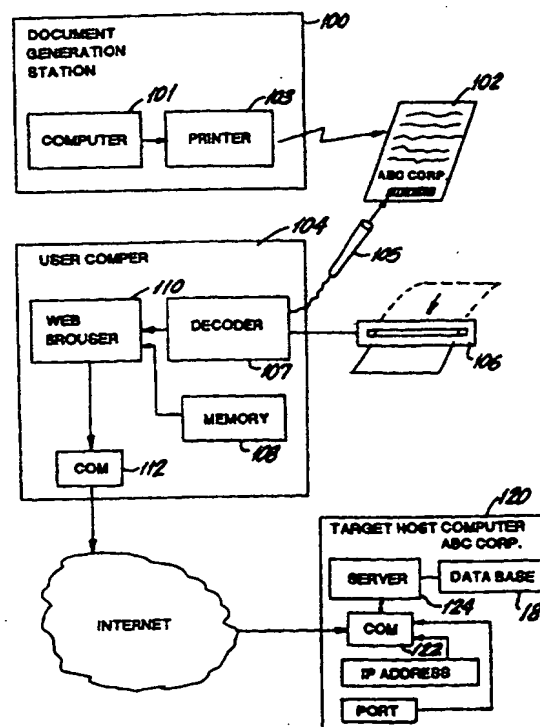 DOCUMENT
GENERATION
STATION
100
101
COMPUTER
103
PRINTER
102
ABC CORP.
104
USER COMPER
110
WEB
BROUSER
DECODER
107
MEMORY
108
COM
112
105
106
INTERNET
120
TARGET HOST COMPUTER
ABC CORP.
SERVER
DATA BASE
124
18
COM
122
IP ADDRESS
PORT